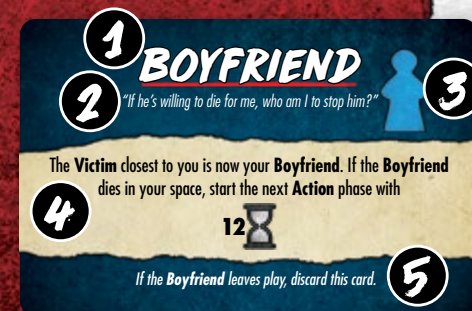 1
BOYFRIEND
2
"If he's willing to die for me, who am I to stop him?"
3
The Victim closest to you is now your Boyfriend. If the Boyfriend
dies in your space, start the next Action phase with
4
12
If the Boyfriend leaves play, discard this card.
5